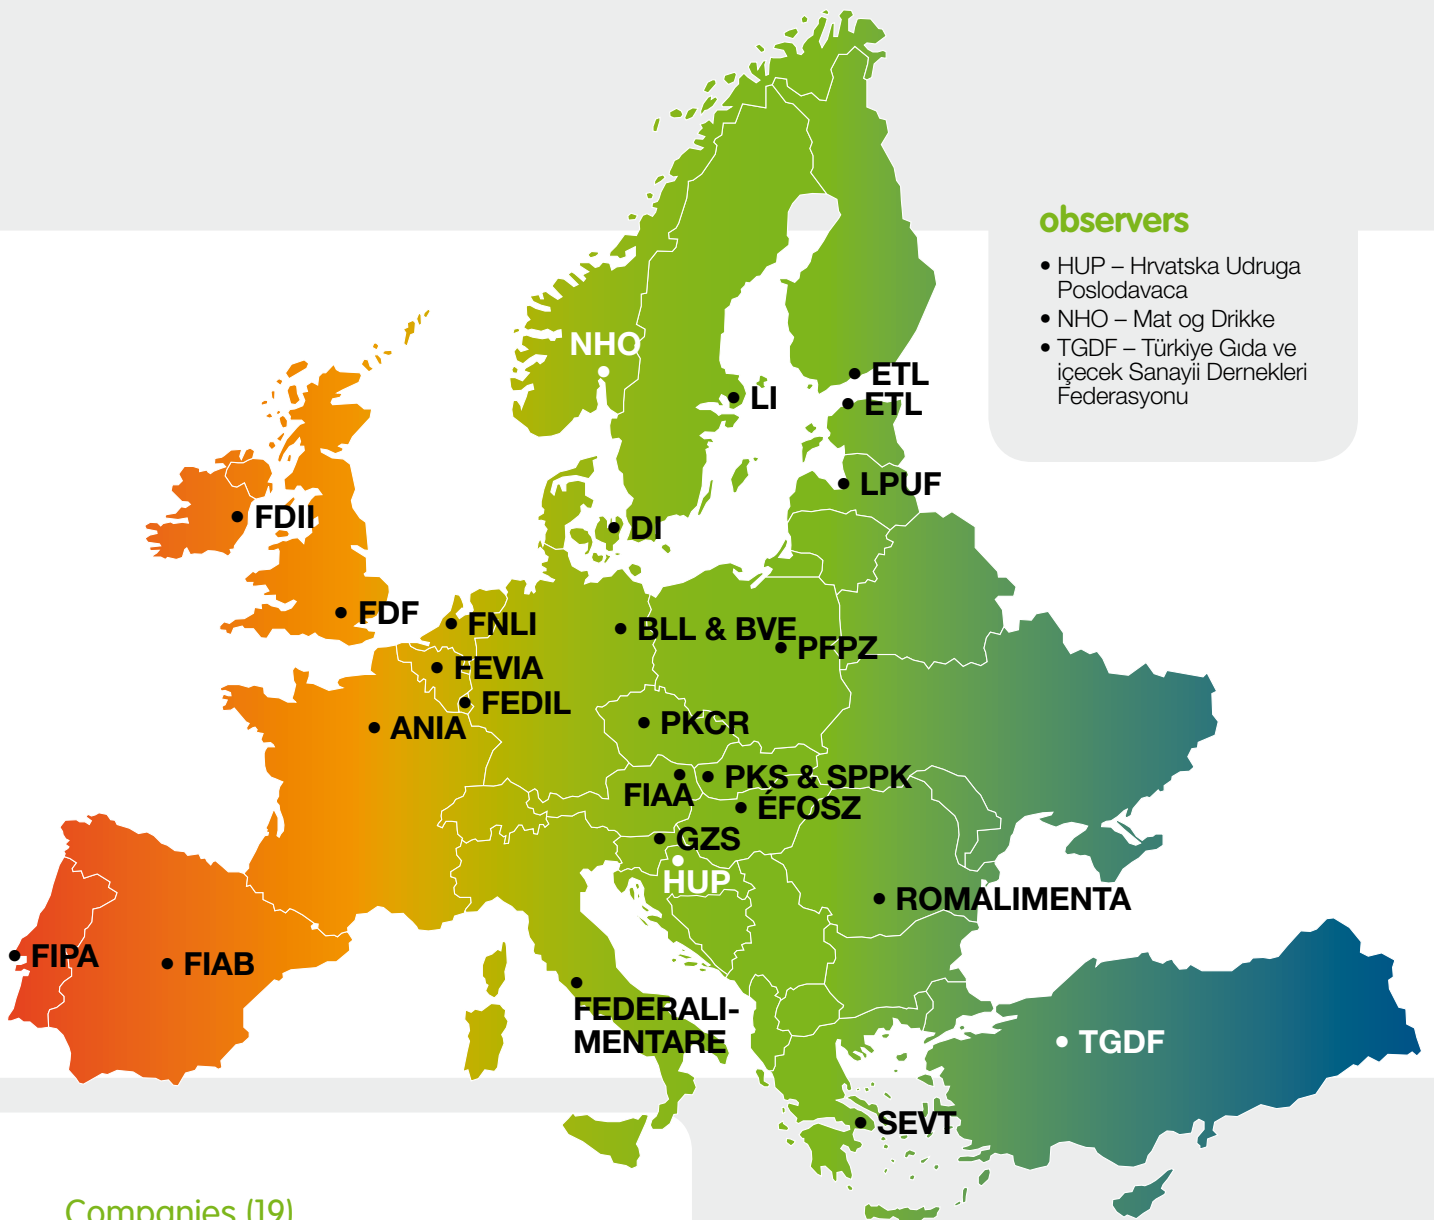 observers
• HUP – Hrvatska Udruga
Poslodavaca
• NHO – Mat og Drikke
• TGDF – Türkiye Gıda ve
içecek Sanayii Dernekleri
Federasyonu
NHO
LI
ETL
ETL
LPUF
FDII
DI
FDF
FNLI
BLL & BVE
PFPZ
FEVIA
FEDIL
ANIA
PKCR
PKS & SPPK
FIAA
ÉFOSZ
GZS
HUP
ROMALIMENTA
FIPA
FIAB
FEDERALI-
MENTARE
TGDF
SEVT
Companies (19)